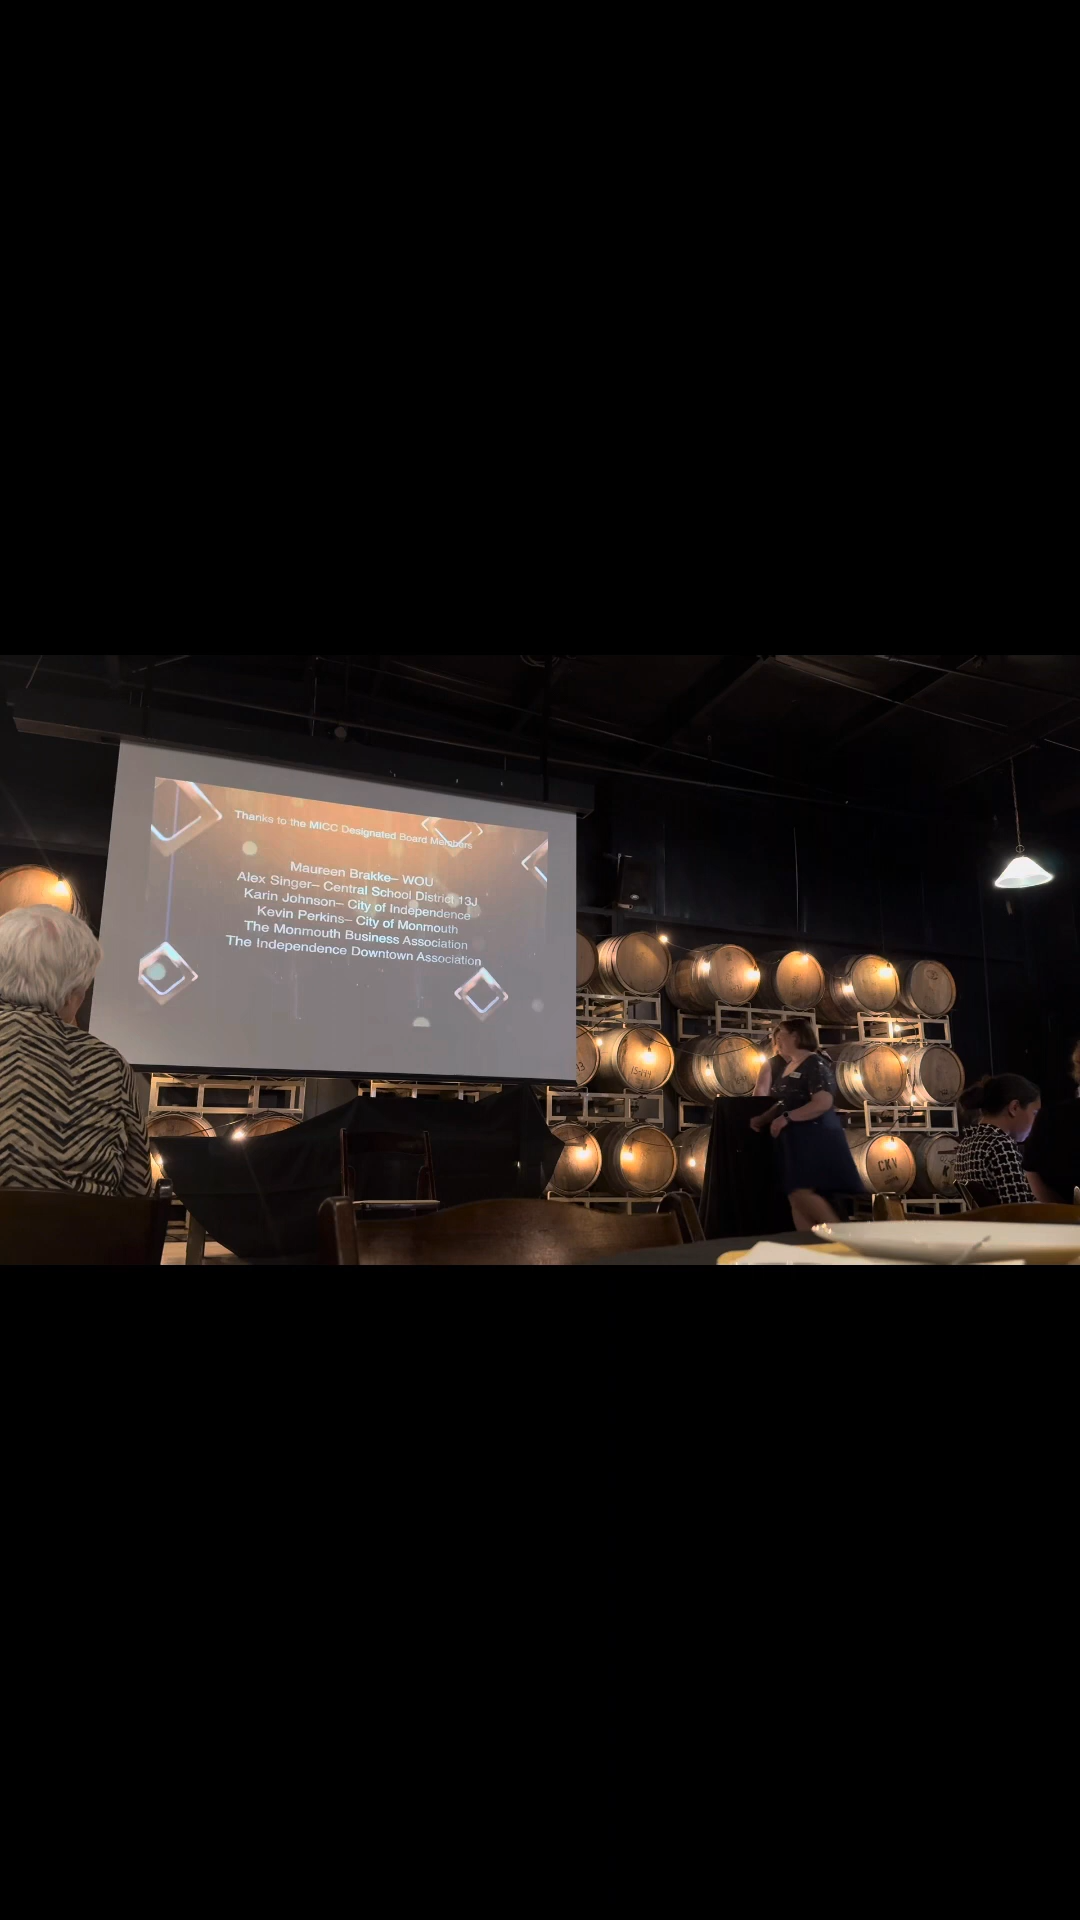 Thanks to the MICC Designated Board Members
Maureen Brakke– WOU
Alex Singer– Central School District 13J
Karin Johnson– City of Independence
Kevin Perkins– City of Monmouth
The Monmouth Business Association
The Independence Downtown Association
CKV